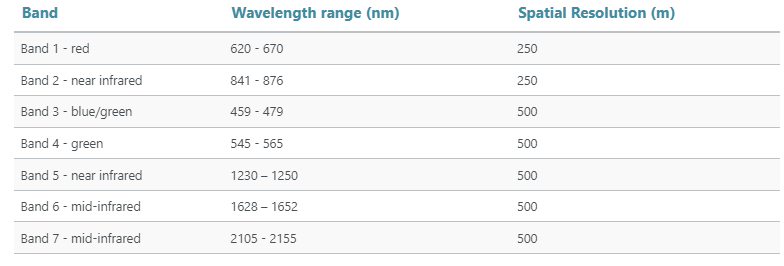 Band Wavelength range (nm) Spatial Resolution (m)
Band 1 - red 620 - 670 250
Band 2 - near infrared 841 - 876 250
Band 3 - blue/green 459 - 479 500
Band 4 - green 545 - 565 500
Band 5 - near infrared 1230 – 1250 500
Band 6 - mid-infrared 1628 – 1652 500
Band 7 - mid-infrared 2105 - 2155 500